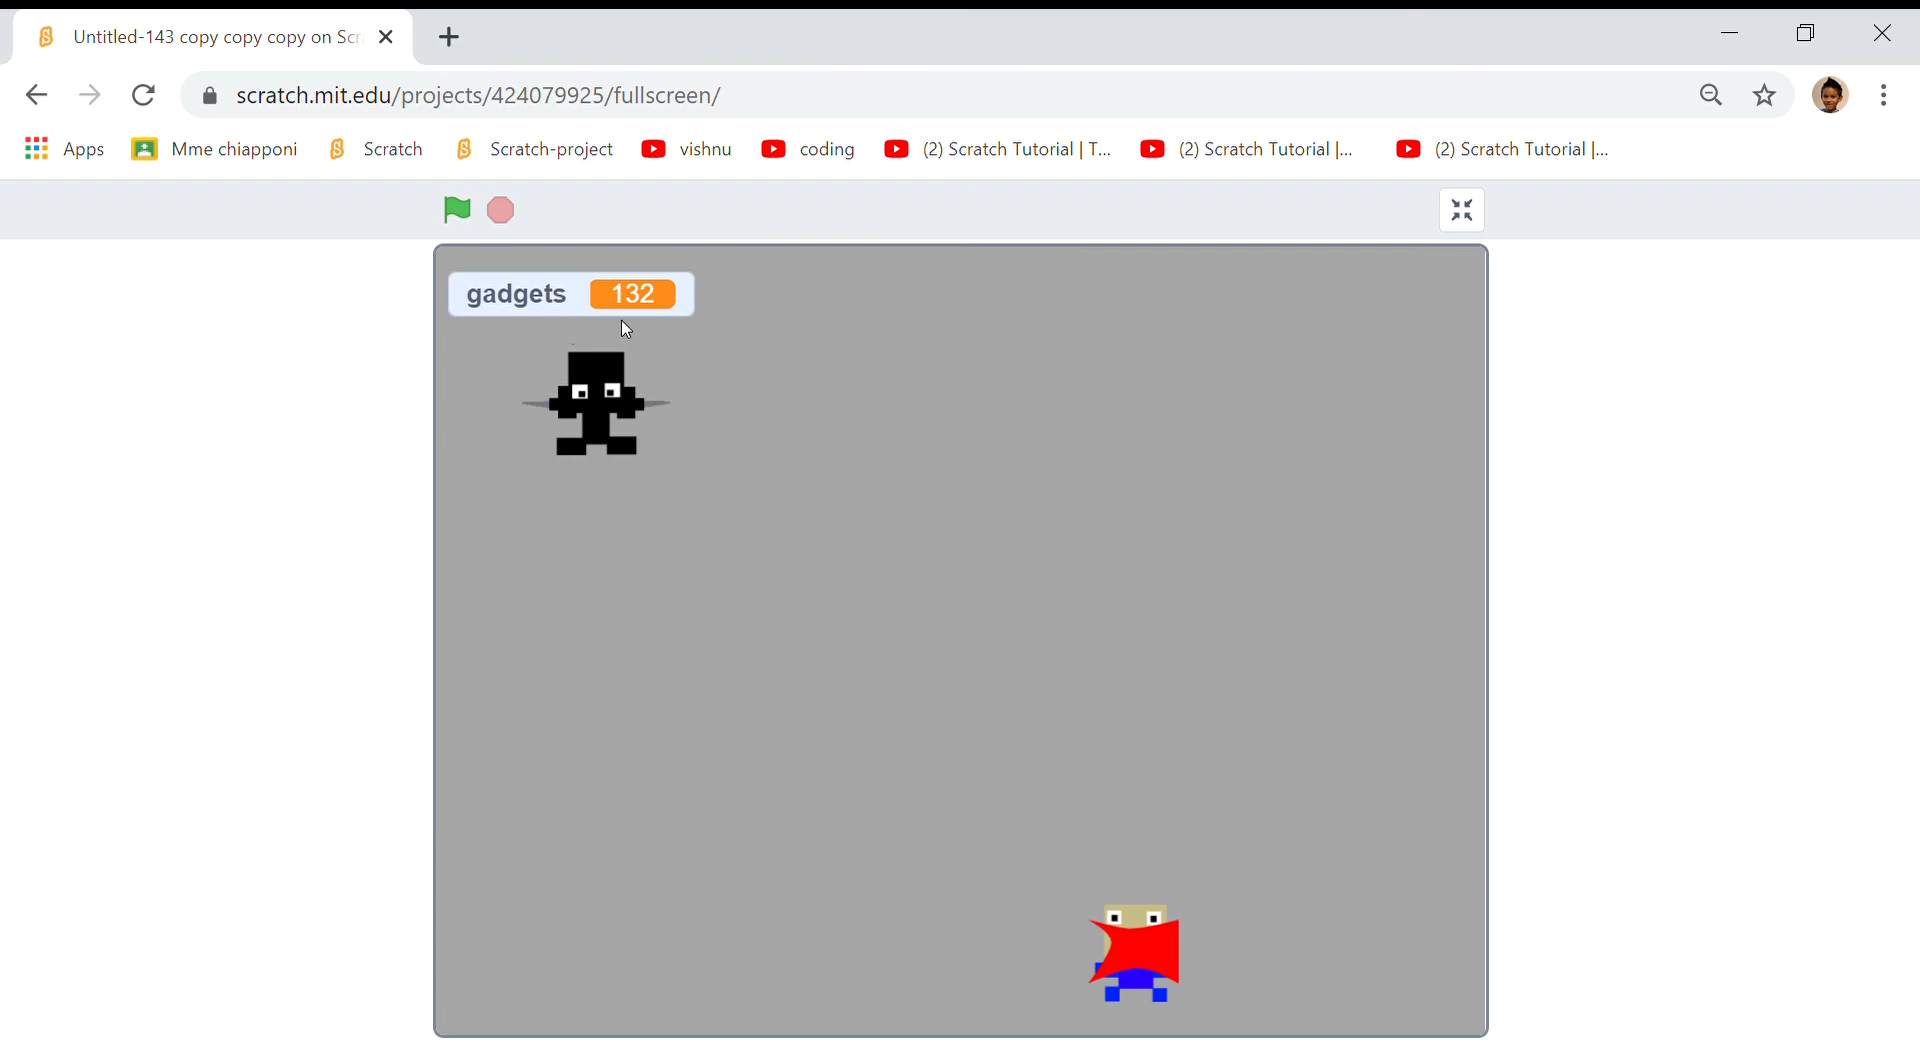 Untitled-143 copy copy copy on Scr
scratch.mit.edu/projects/424079925/fullscreen/
Apps Mme chiapponi Scratch Scratch-project vishnu coding (2) Scratch Tutorial | T... (2) Scratch Tutorial |... (2) Scratch Tutorial |...
gadgets 132